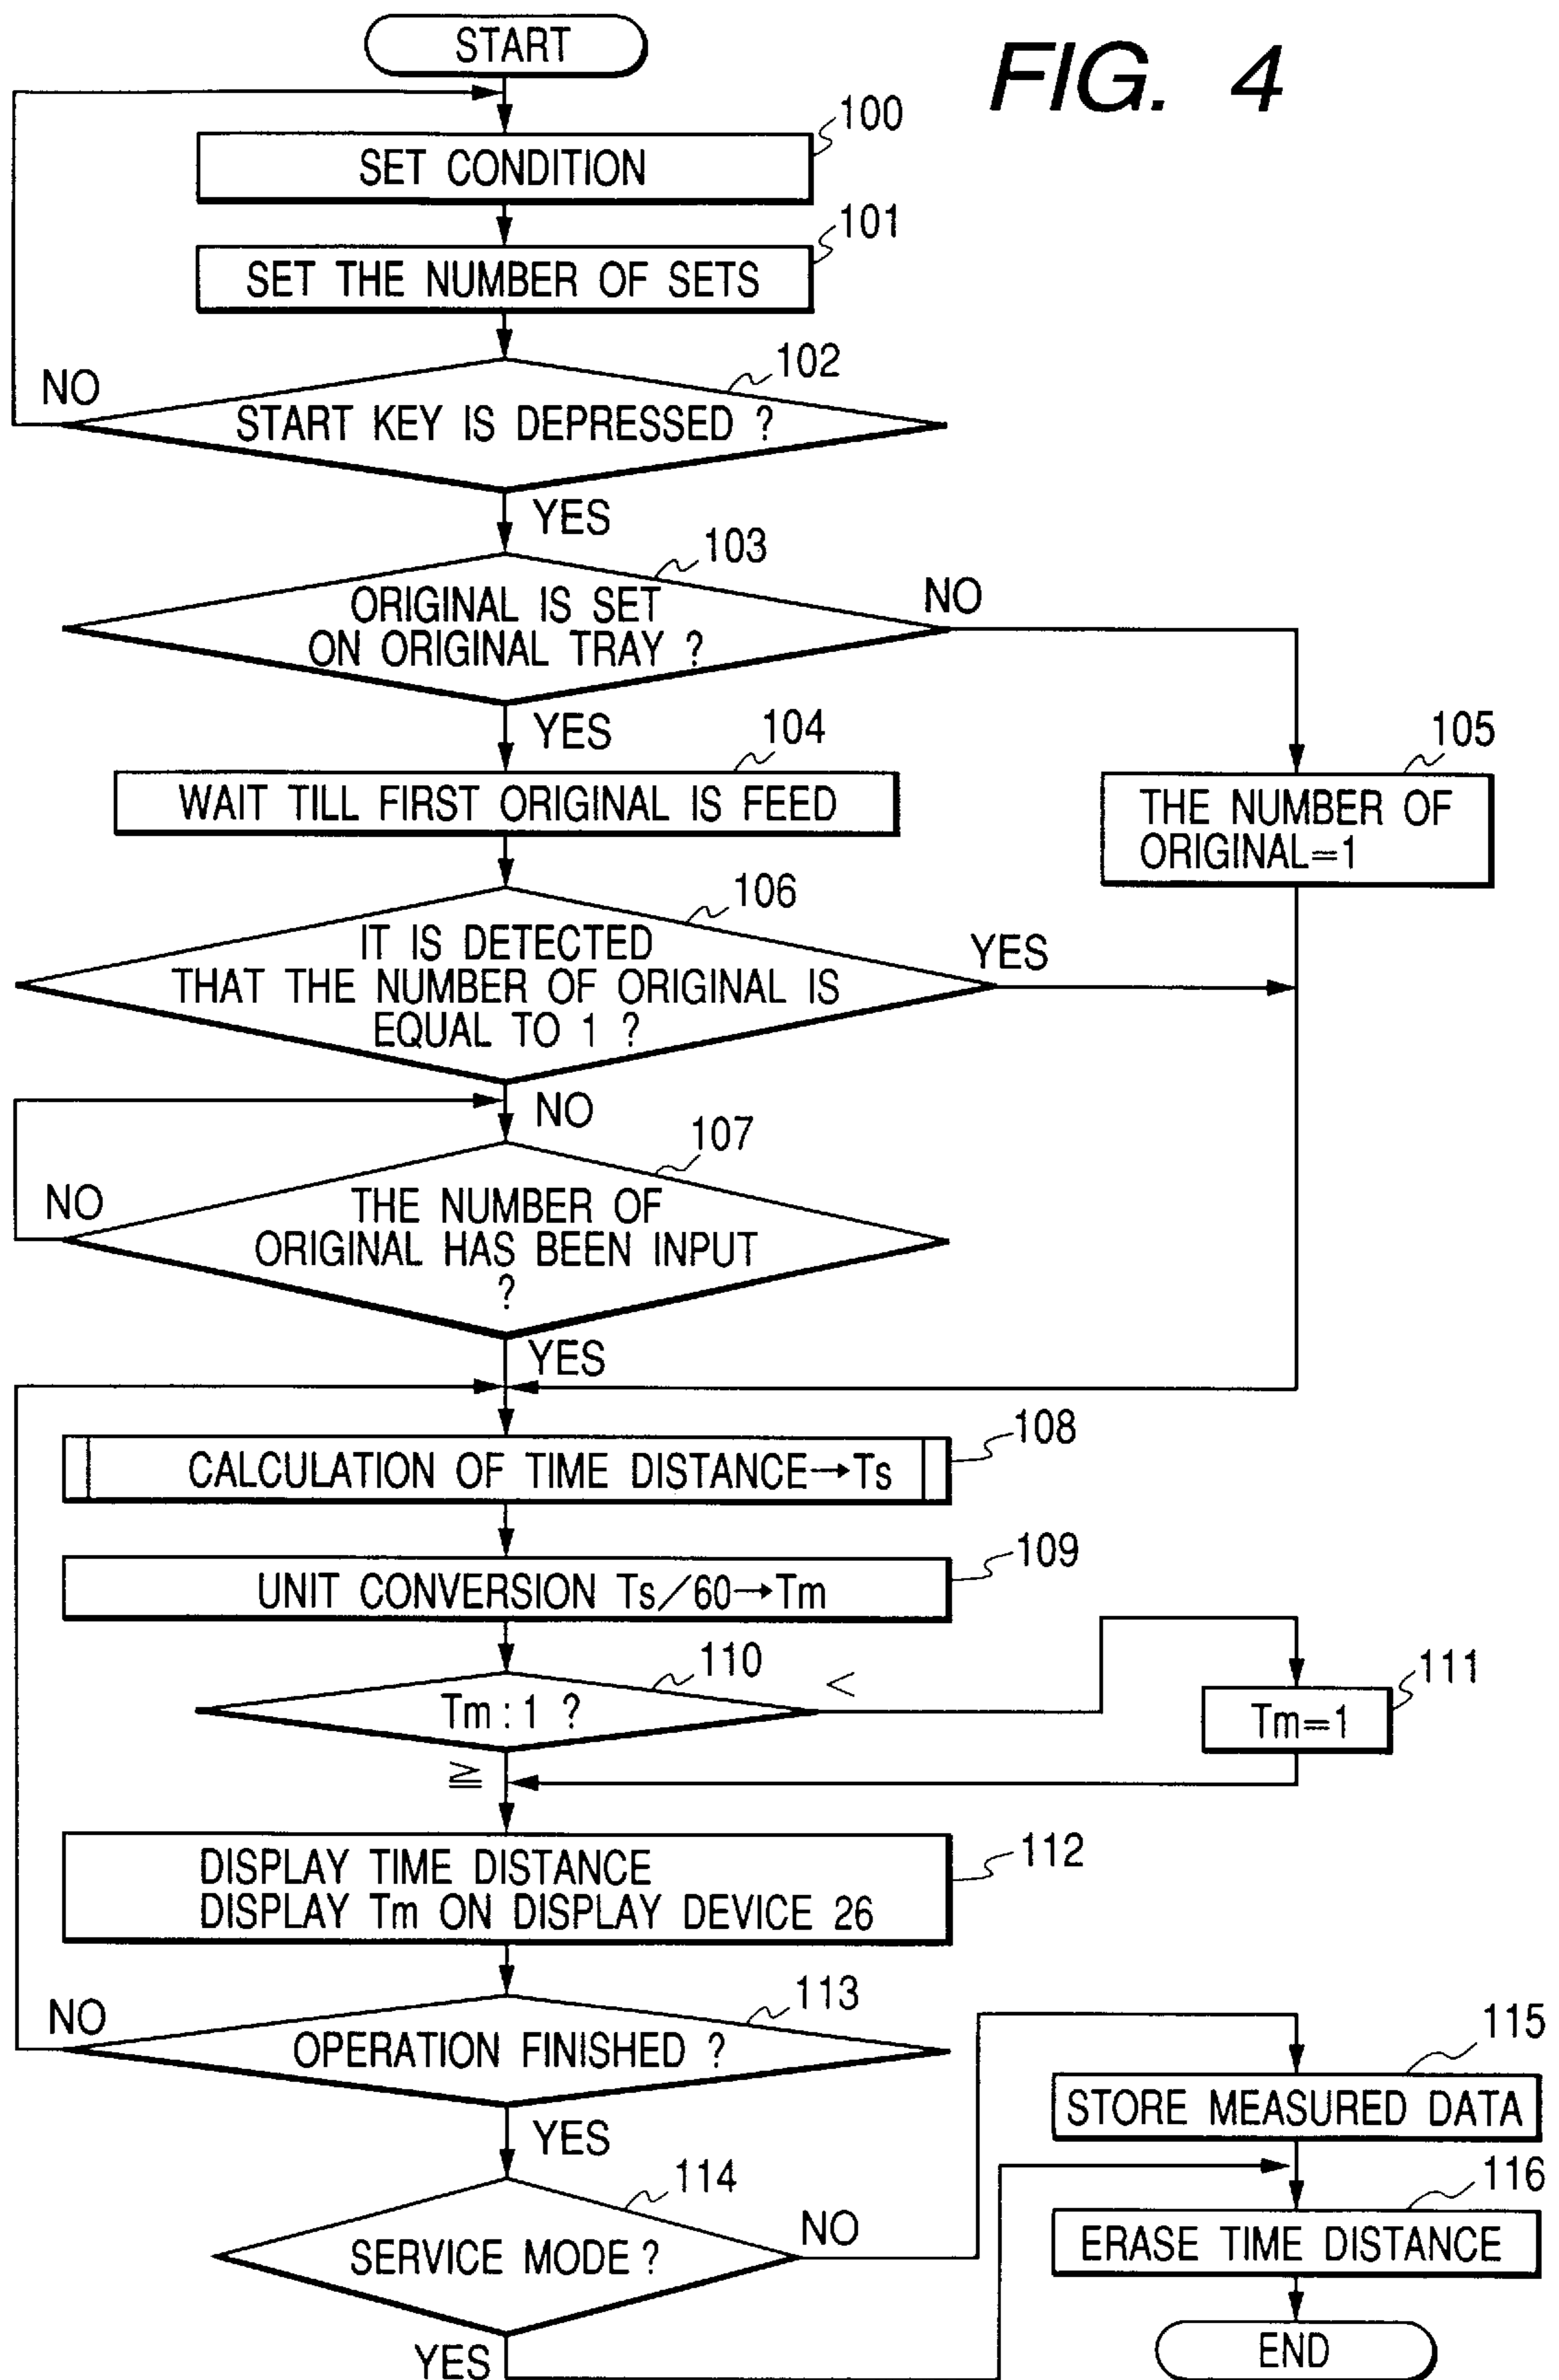 START
FIG. 4
100
SET CONDITION
101
SET THE NUMBER OF SETS
102
NO
START KEY IS DEPRESSED ?
YES
103
ORIGINAL IS SET
ON ORIGINAL TRAY ?
NO
YES
104
WAIT TILL FIRST ORIGINAL IS FEED
105
THE NUMBER OF
ORIGINAL=1
106
IT IS DETECTED
THAT THE NUMBER OF ORIGINAL IS
EQUAL TO 1 ?
YES
NO
107
NO
THE NUMBER OF
ORIGINAL HAS BEEN INPUT
?
YES
108
CALCULATION OF TIME DISTANCE→Ts
109
UNIT CONVERSION Ts/60→Tm
110
Tm : 1 ?
<
111
Tm=1
≧
112
DISPLAY TIME DISTANCE
DISPLAY Tm ON DISPLAY DEVICE 26
113
NO
OPERATION FINISHED ?
YES
114
SERVICE MODE ?
NO
YES
115
STORE MEASURED DATA
116
ERASE TIME DISTANCE
END